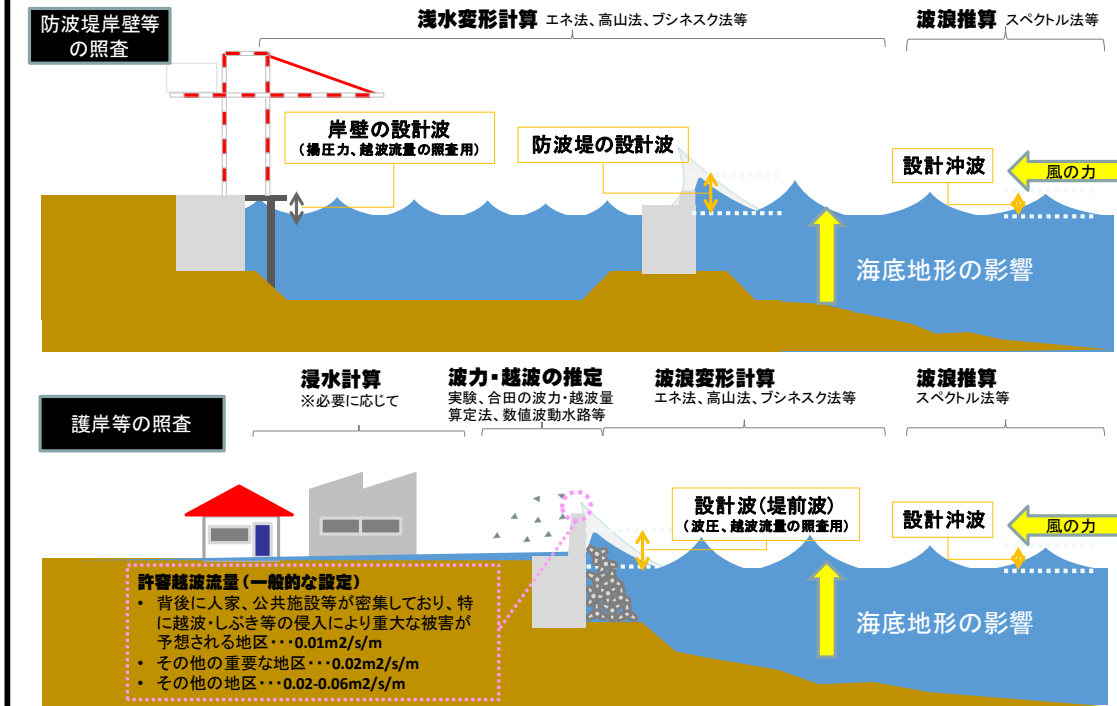 防波堤岸壁等
の照査
浅水変形計算 エネ法、高山法、ブシネスク法等
波浪推算 スペクトル法等
岸壁の設計波
(揚圧力、越波流量の照査用)
防波堤の設計波
設計沖波
風の力
海底地形の影響
護岸等の照査
浸水計算
※必要に応じて
波力・越波の推定
実験、合田の波力・越波量
算定法、数値波動水路等
波浪変形計算
エネ法、高山法、ブシネスク法等
波浪推算
スペクトル法等
設計波(堤前波)
(波圧、越波流量の照査用)
設計沖波
風の力
海底地形の影響
許容越波流量(一般的な設定)
• 背後に人家、公共施設等が密集しており、特
に越波・しぶき等の侵入により重大な被害が
予想される地区・・・0.01m2/s/m
• その他の重要な地区・・・0.02m2/s/m
• その他の地区・・・0.02-0.06m2/s/m